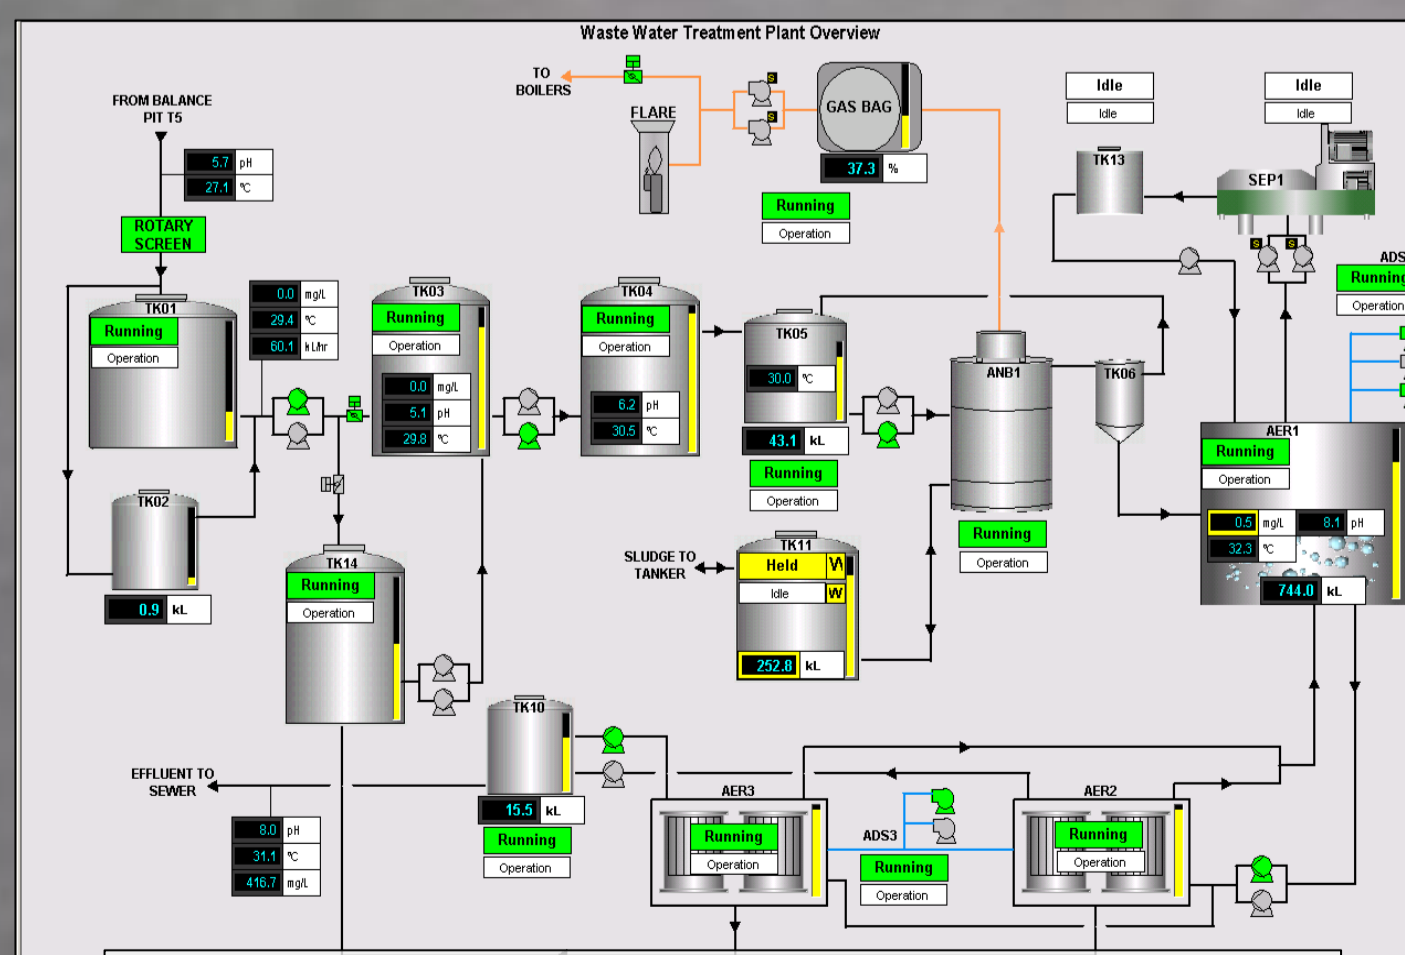 Waste Water Treatment Plant Overview
TO
BOILERS
FLARE
GAS BAG
37.3 %
Running
Operation
Idle
Idle
Idle
Idle
TK13
SEP1
FROM BALANCE
PIT T5
5.7 pH
27.1 °C
ROTARY
SCREEN
TK01
Running
Operation
0.0 mg/L
29.4 °C
60.1 kL/hr
TK03
Running
Operation
0.0 mg/L
5.1 pH
29.8 °C
TK04
Running
Operation
6.2 pH
30.5 °C
TK05
30.0 °C
43.1 kL
Running
Operation
ANB1
Running
Operation
TK06
S
S
S
S
ADS
Running
Operation
AER1
Running
Operation
0.5 mg/L 8.1 pH
32.3 °C
744.0 kL
TK02
0.9 kL
TK14
Running
Operation
SLUDGE TO
TANKER
TK11
Held W
Idle W
252.8 kL
TK10
15.5 kL
Running
Operation
EFFLUENT TO
SEWER
8.0 pH
31.1 °C
416.7 mg/L
AER3
Running
Operation
ADS3
Running
Operation
AER2
Running
Operation